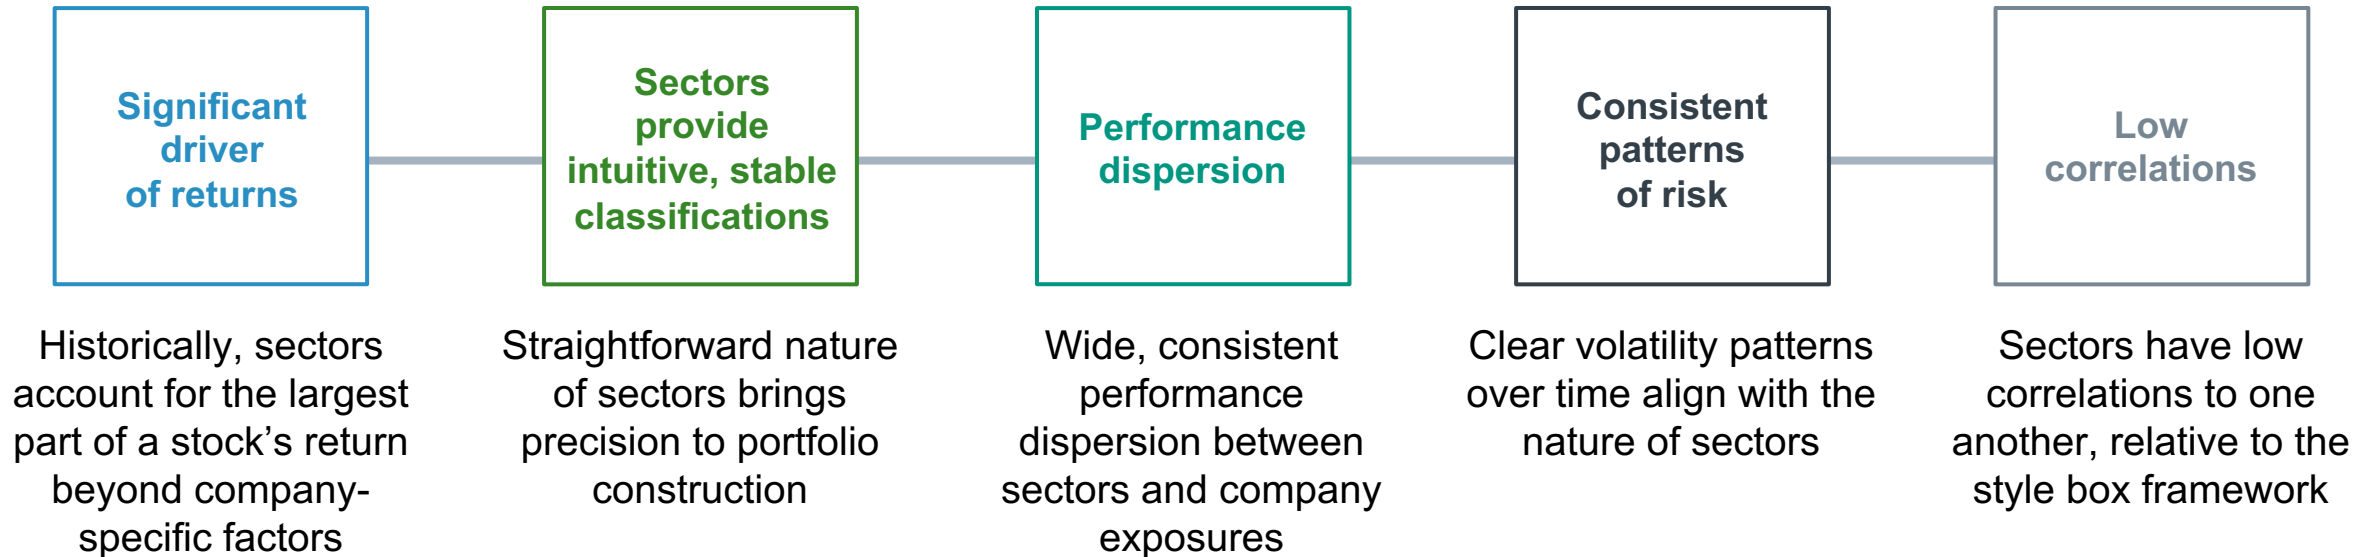 Significant
driver
of returns
Sectors
provide
intuitive, stable
classifications
Performance
dispersion
Consistent
patterns
of risk
Low
correlations
Historically, sectors
account for the largest
part of a stock’s return
beyond company-
specific factors
Straightforward nature
of sectors brings
precision to portfolio
construction
Wide, consistent
performance
dispersion between
sectors and company
exposures
Clear volatility patterns
over time align with the
nature of sectors
Sectors have low
correlations to one
another, relative to the
style box framework